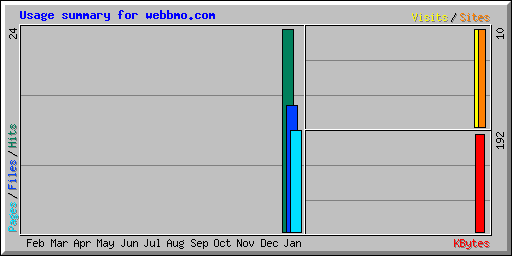 Usage summary for webbmo.com
Visits / Sites
24
10
Pages / Files / Hits
192
Feb Mar Apr May Jun Jul Aug Sep Oct Nov Dec Jan
KBytes